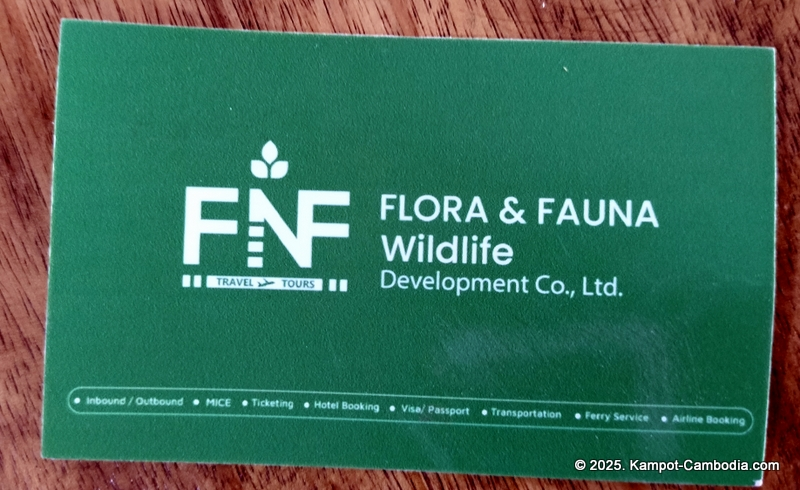 FNF
TRAVEL TOURS
FLORA & FAUNA
Wildlife
Development Co., Ltd.
• Inbound / Outbound • MICE • Ticketing • Hotel Booking • Visa/ Passport • Transportation • Ferry Service • Airline Booking
© 2025. Kampot-Cambodia.com